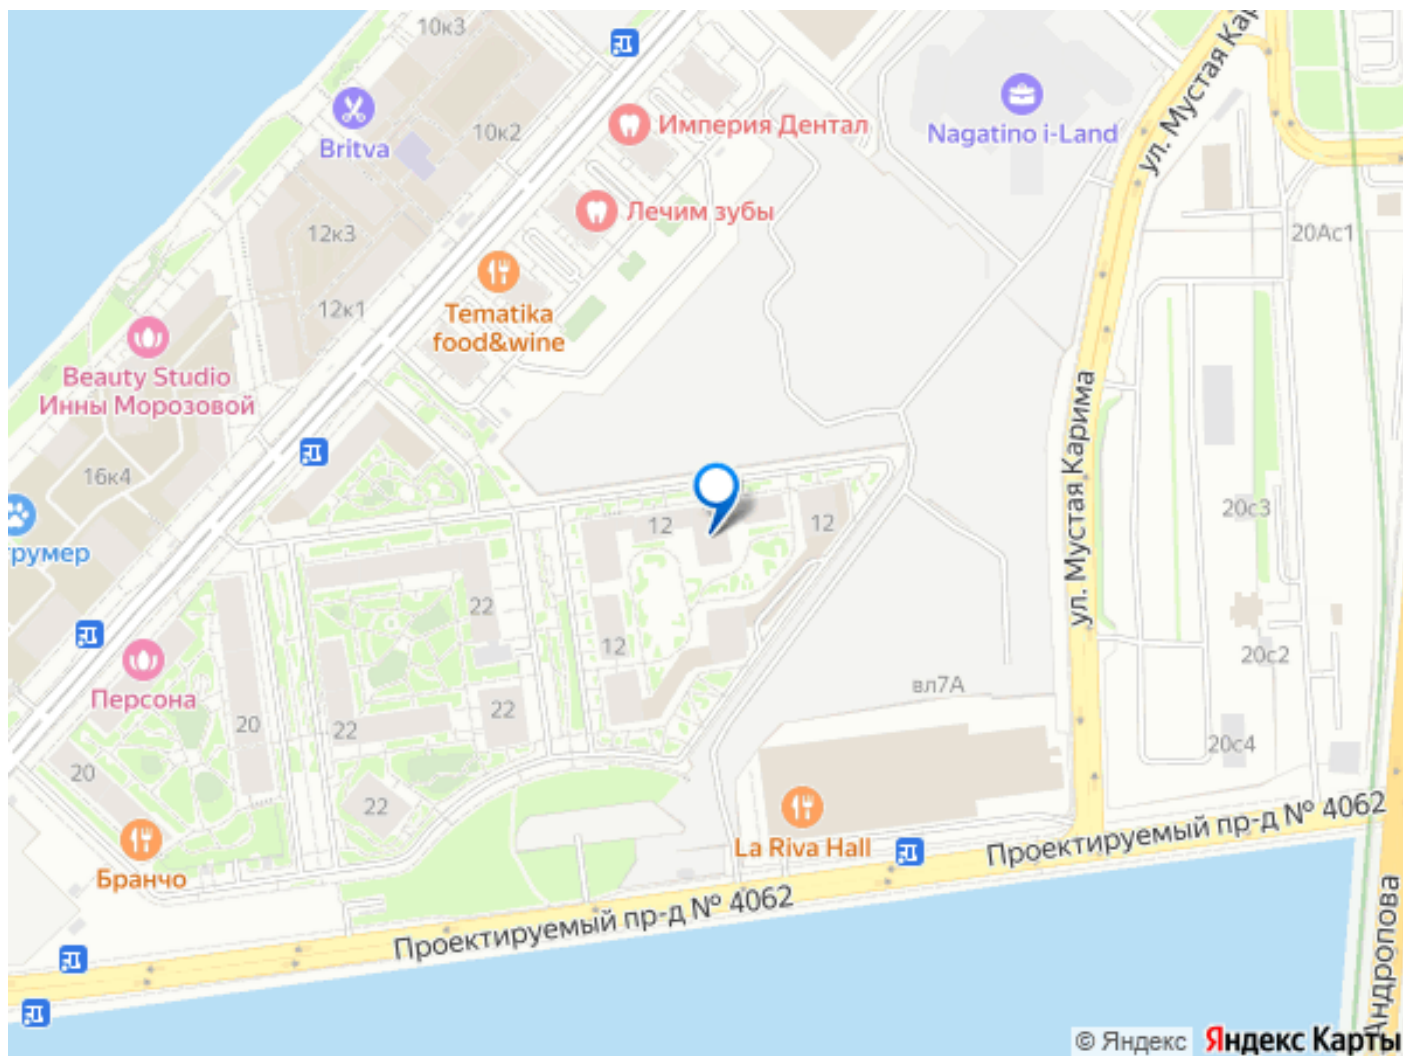 10к3
Britva
10к2
Империя Дентал
Nagatino i-Land
ул. Мустая Кар
Лечим зубы
12к3
20Ас1
12к1
Tematika
food&wine
Beauty Studio
Инны Морозовой
16к4
ул. Мустая Карима
20с3
12
12
трумер
22
12
20с2
Персона
вл7А
22
20
22
20с4
20
22
La Riva Hall
Проектируемый пр-д № 4062
Бранчо
Проектируемый пр-д № 4062
Андропова
© Яндекс
Яндекс Карты